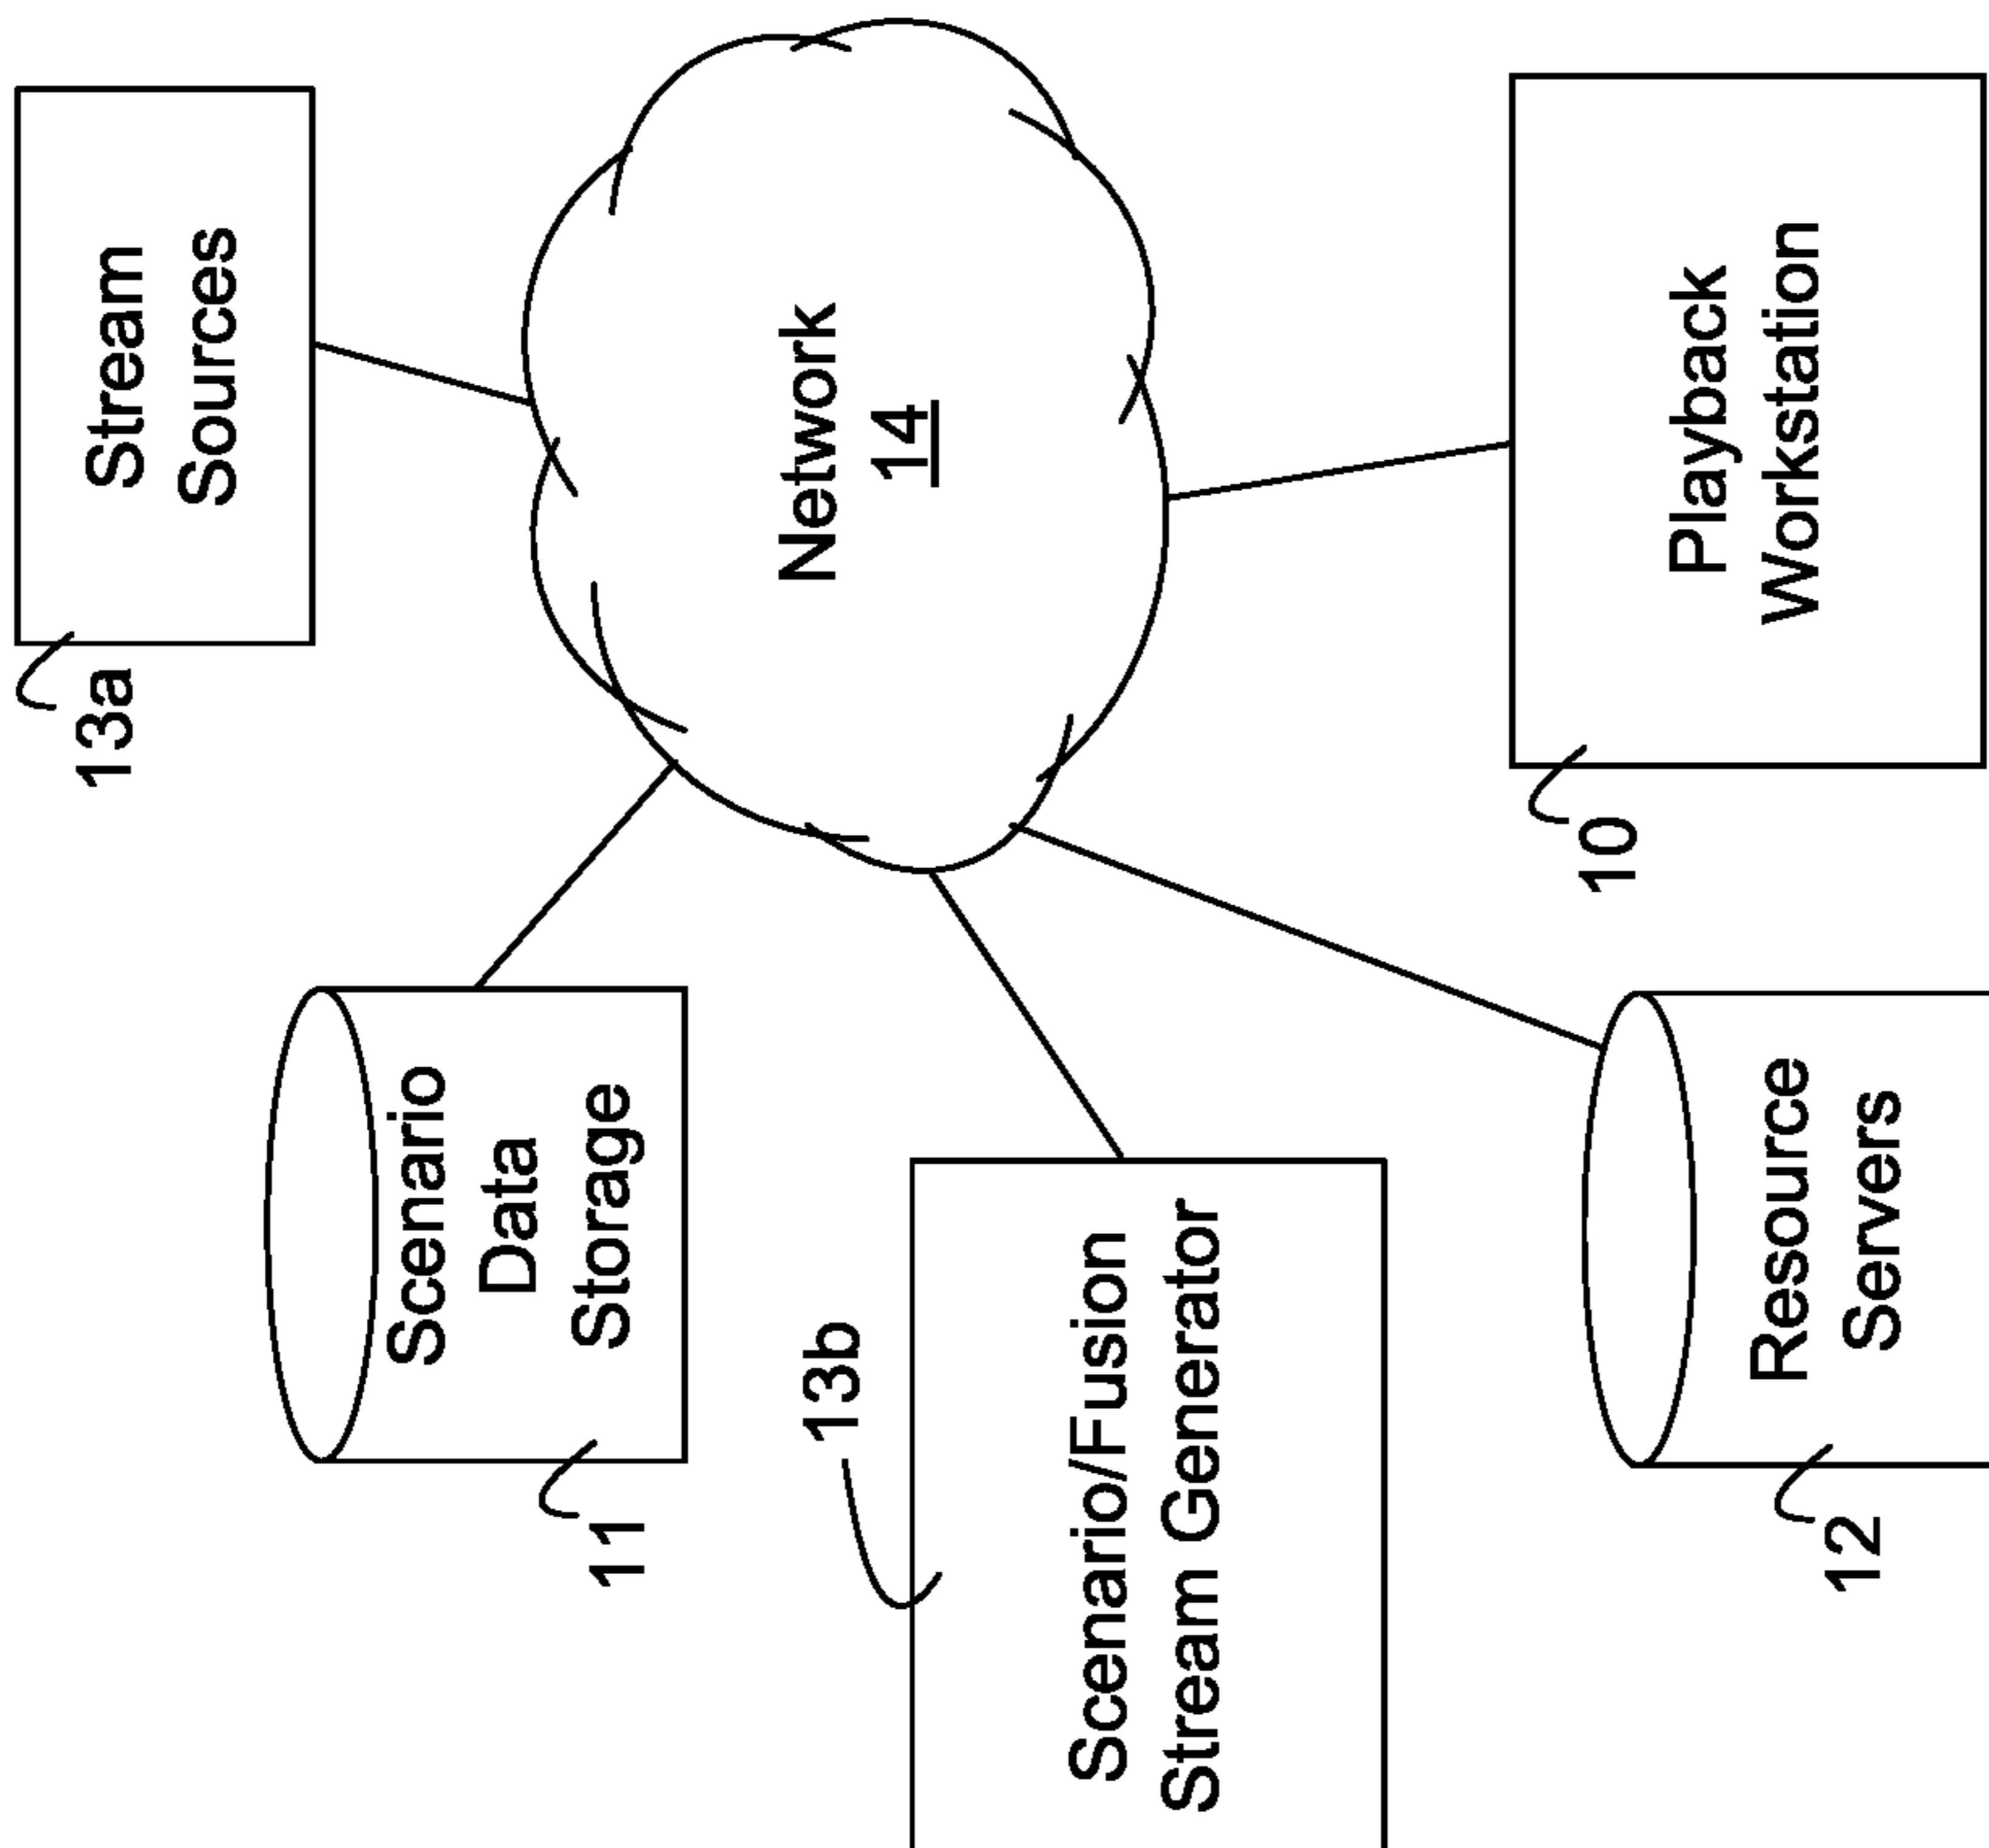 13a
Stream
Sources
11
Scenario
Data
Storage
Network
14
13b
Scenario/Fusion
Stream Generator
12
Resource
Servers
10
Playback
Workstation